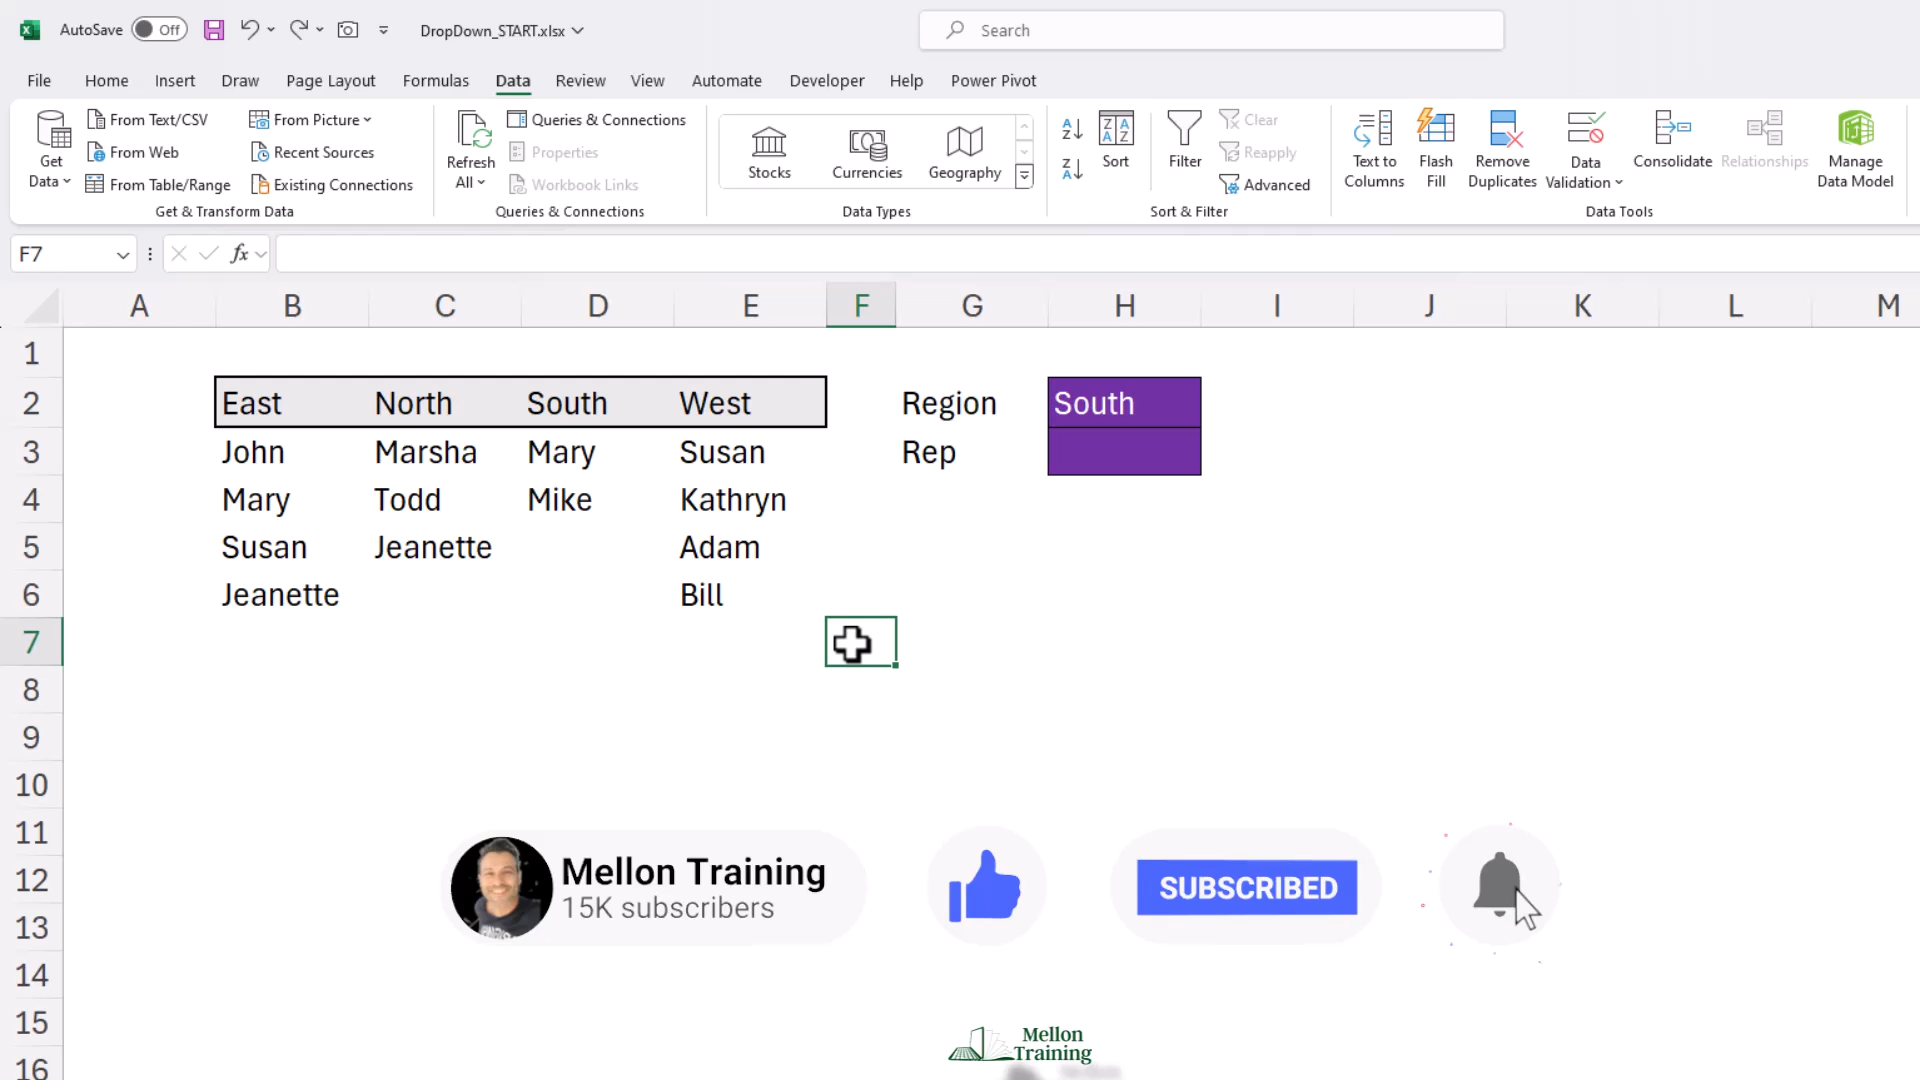 AutoSave Off DropDown_START.xlsx Search
File Home Insert Draw Page Layout Formulas Data Review View Automate Developer Help Power Pivot
Get Data
From Text/CSV
From Web
From Table/Range
From Picture
Recent Sources
Existing Connections
Get & Transform Data
Refresh All
Queries & Connections
Properties
Workbook Links
Queries & Connections
Stocks Currencies Geography
Data Types
A Z
Z A
Z A A Z
Sort
Filter
Clear
Reapply
Advanced
Sort & Filter
Text to Columns
Flash Fill
Remove Duplicates
Data Validation
Consolidate
Relationships
Manage Data Model
Data Tools
F7 fx
A B C D E F G H I J K L M
1
2 East North South West Region South
3 John Marsha Mary Susan Rep
4 Mary Todd Mike Kathryn
5 Susan Jeanette Adam
6 Jeanette Bill
7
8
9
10
11
12
13
14
15
16
Mellon Training
15K subscribers
SUBSCRIBED
Mellon
Training